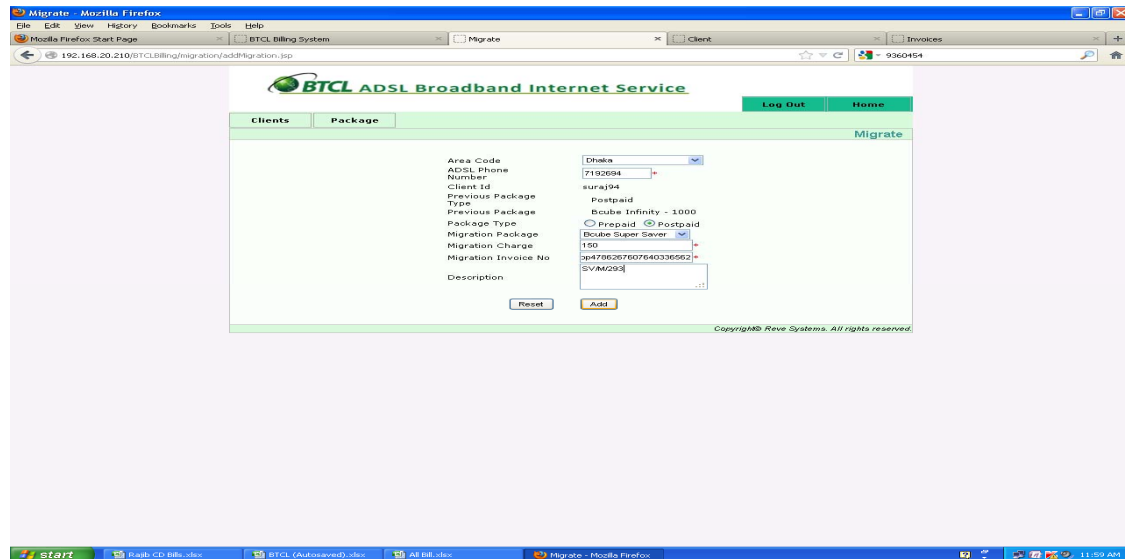 Migrate - Mozilla Firefox
File Edit View History Bookmarks Tools Help
Mozilla Firefox Start Page BTCL Billing System Migrate Client Invoices
192.168.20.210/BTCLBilling/migration/addMigration.jsp 9360454
BTCL ADSL Broadband Internet Service
Log Out Home
Clients Package
Migrate
Area Code Dhaka
ADSL Phone Number 7192694 *
Client Id suraj94
Previous Package Type Postpaid
Previous Package Bcube Infinity - 1000
Package Type Prepaid Postpaid
Migration Package Bcube Super Saver
Migration Charge 150 *
Migration Invoice No op4786267607640336562 *
Description SV/M/293
Reset Add
Copyright© Reve Systems. All rights reserved.
start Rajib CD Bills.xlsx BTCL (Autosaved).xlsx All Bill.xlsx Migrate - Mozilla Firefox 11:59 AM